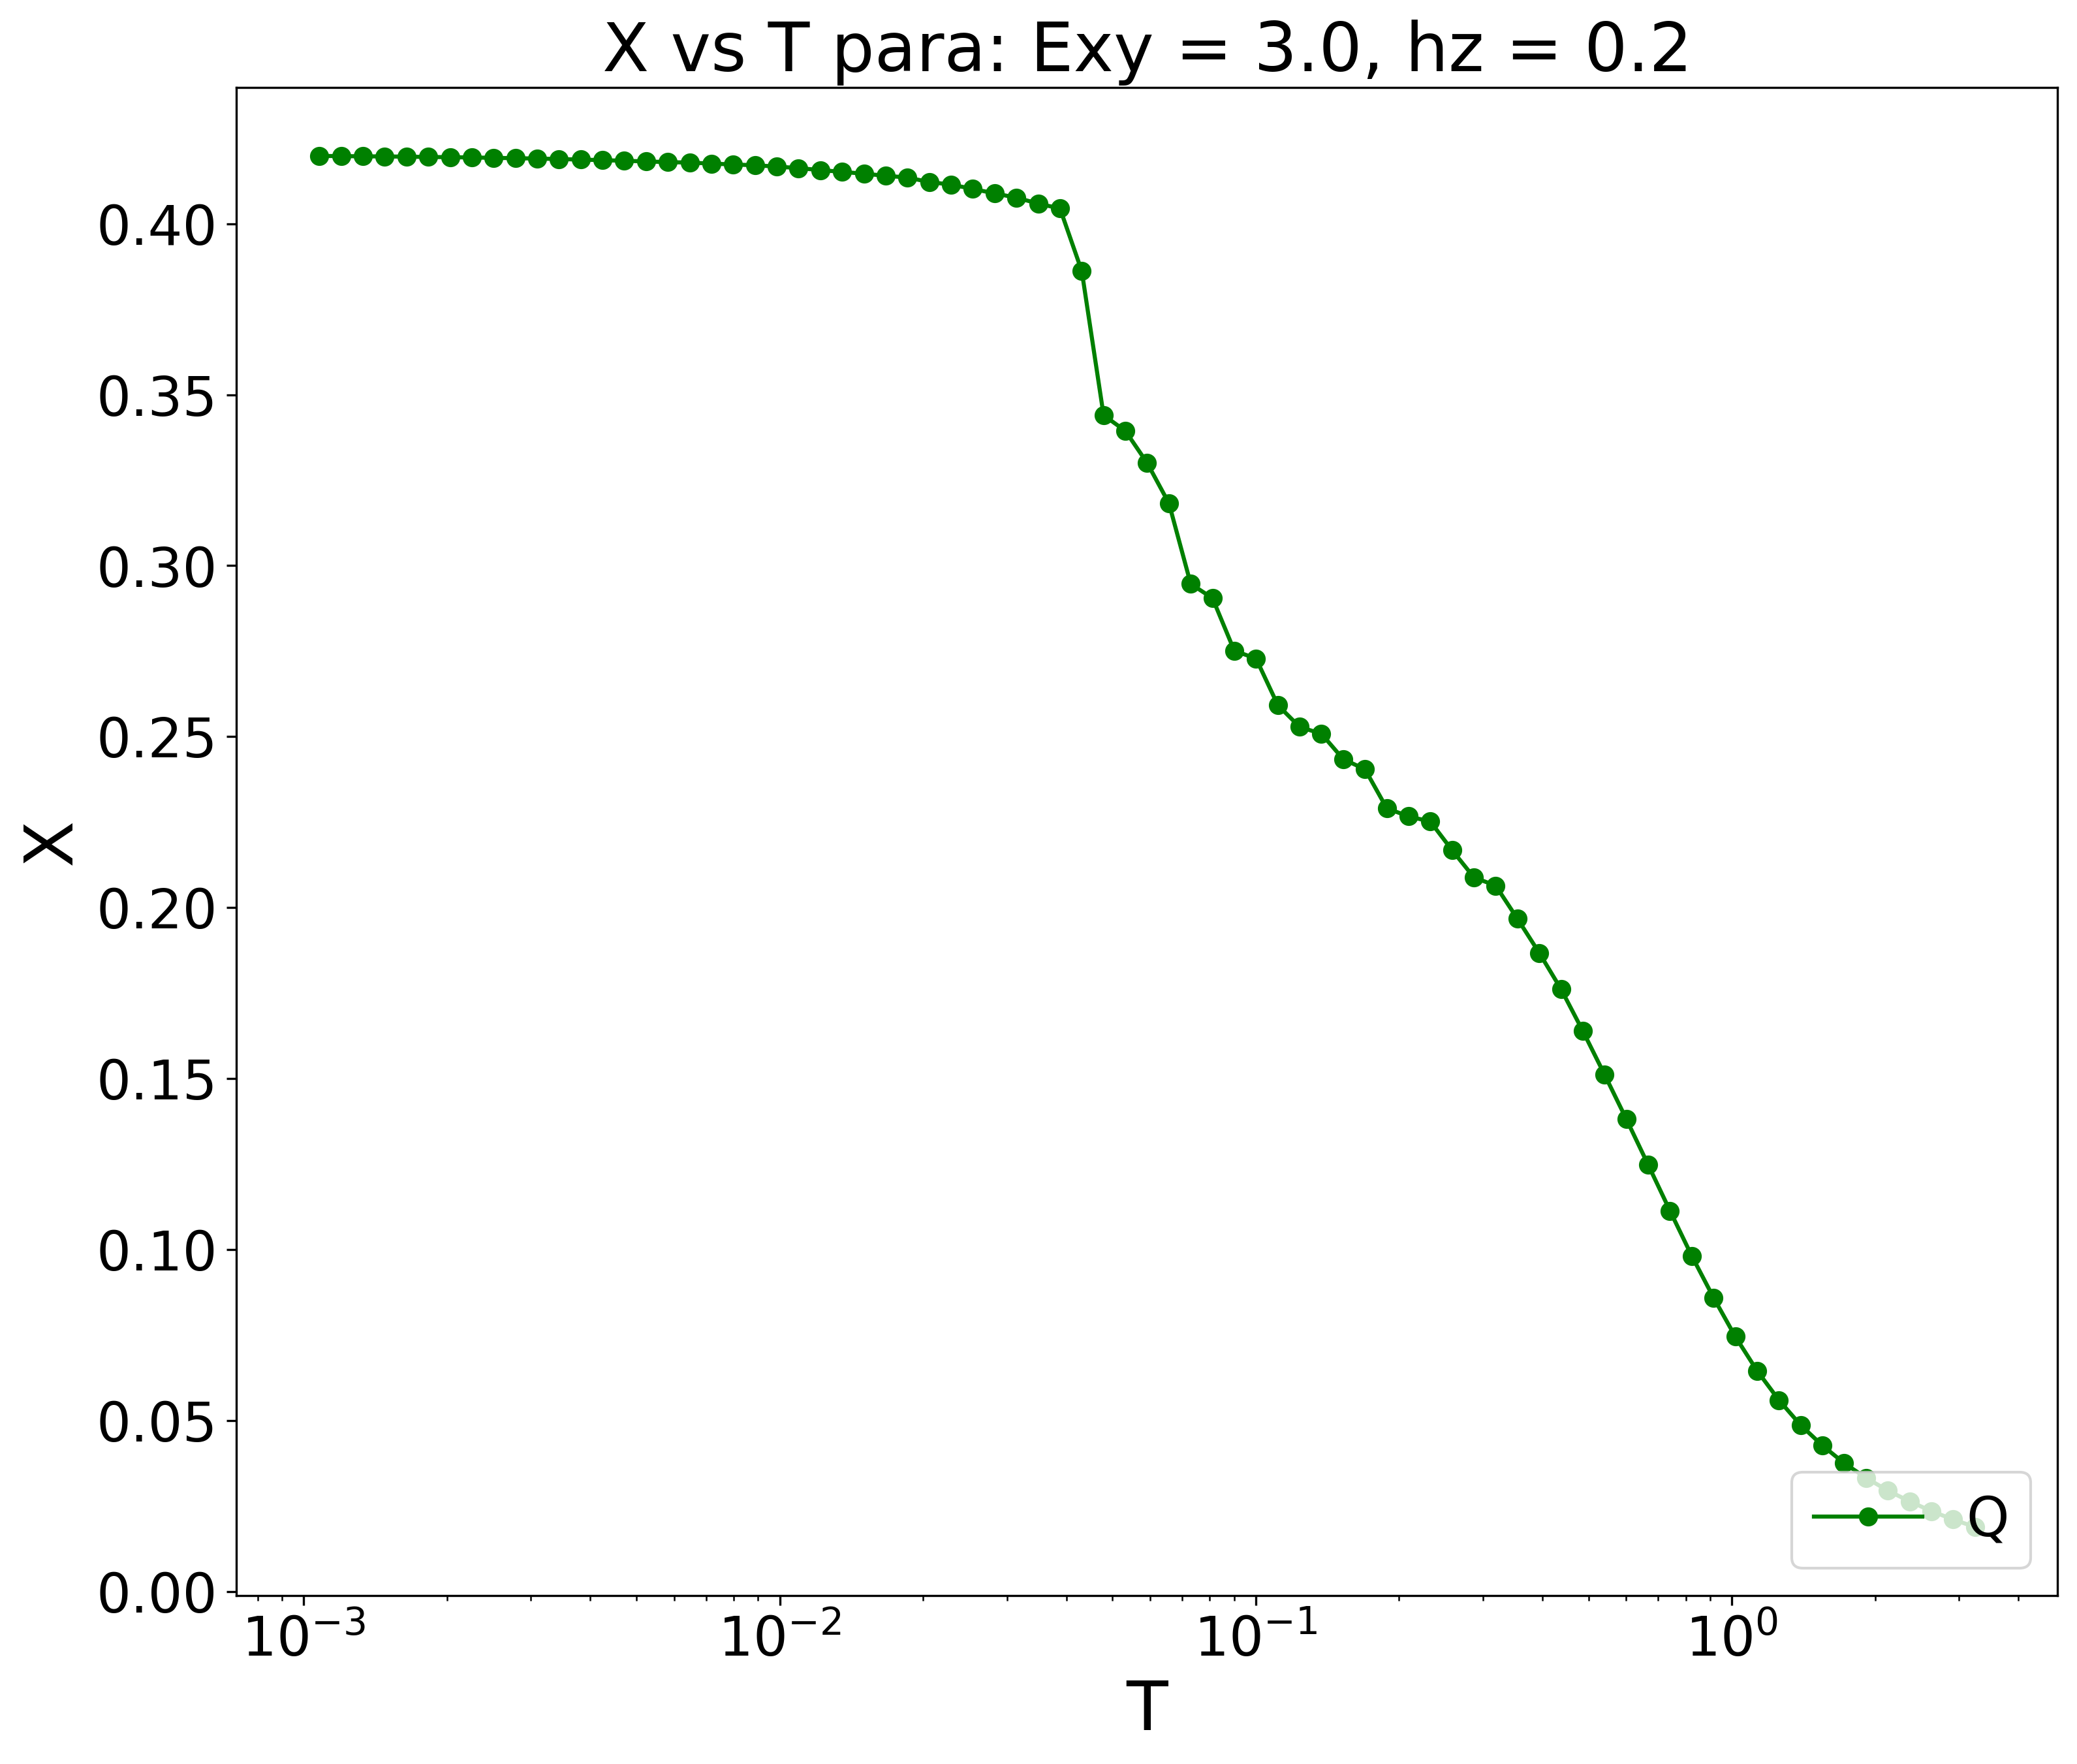 X vs T para: Exy = 3.0, hz = 0.2
X
0.40
0.35
0.30
0.25
0.20
0.15
0.10
0.05
0.00
Q
10⁻³ 10⁻² 10⁻¹ 10⁰
T